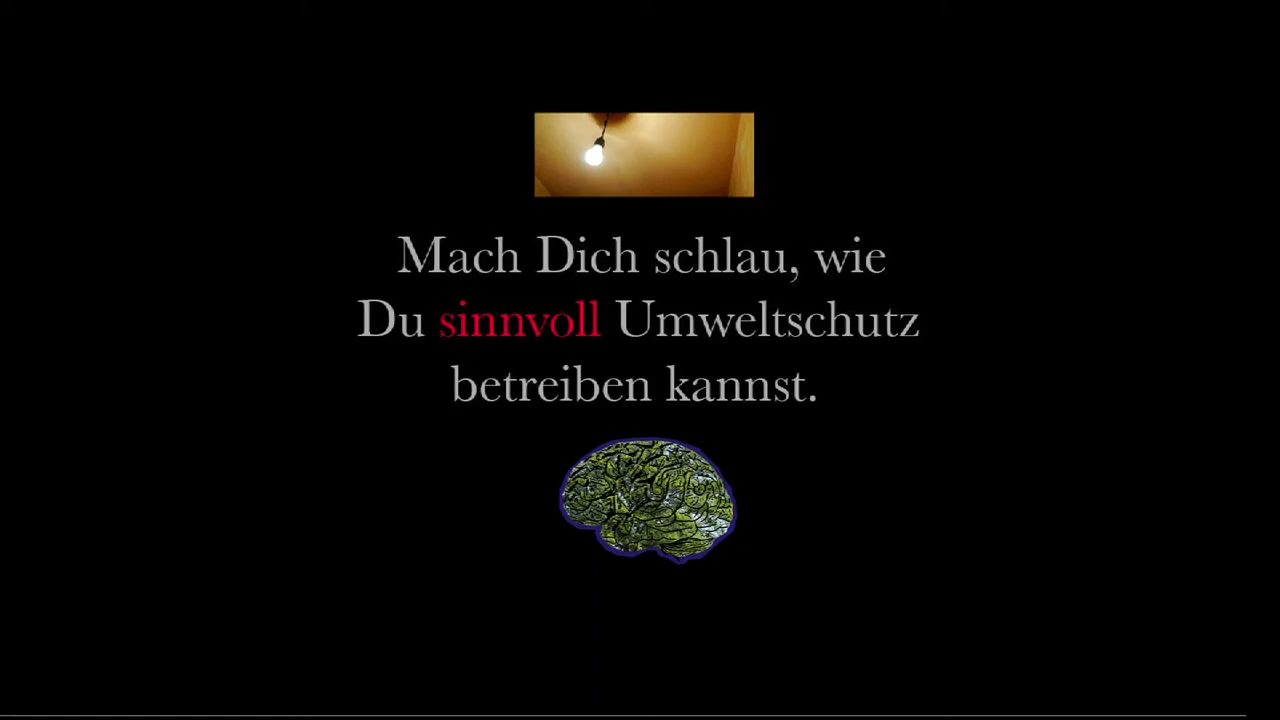 Mach Dich schlau, wie
Du sinnvoll Umweltschutz
betreiben kannst.